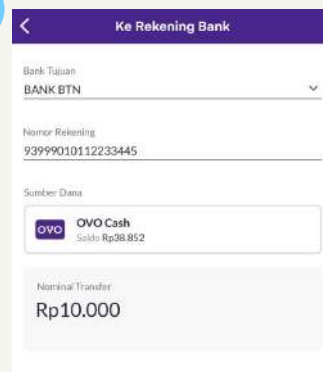 Ke Rekening Bank
Bank Tujuan
BANK BTN
Nomor Rekening
93999010112233445
Sumber Dana
OVO
OVO Cash
Saldo Rp38.852
Nominal Transfer
Rp10.000